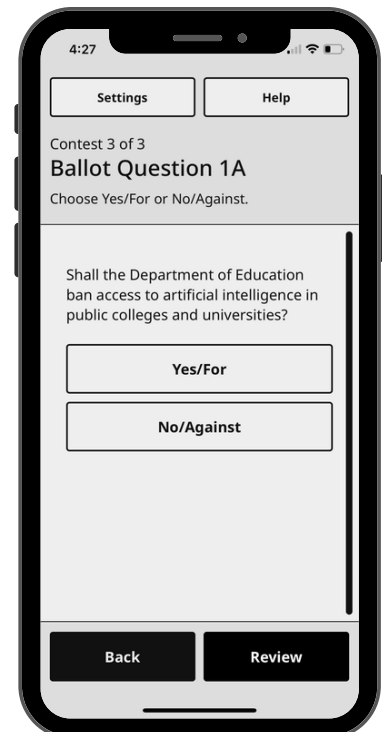 4:27
Settings
Help
Contest 3 of 3
Ballot Question 1A
Choose Yes/For or No/Against.
Shall the Department of Education
ban access to artificial intelligence in
public colleges and universities?
Yes/For
No/Against
Back
Review